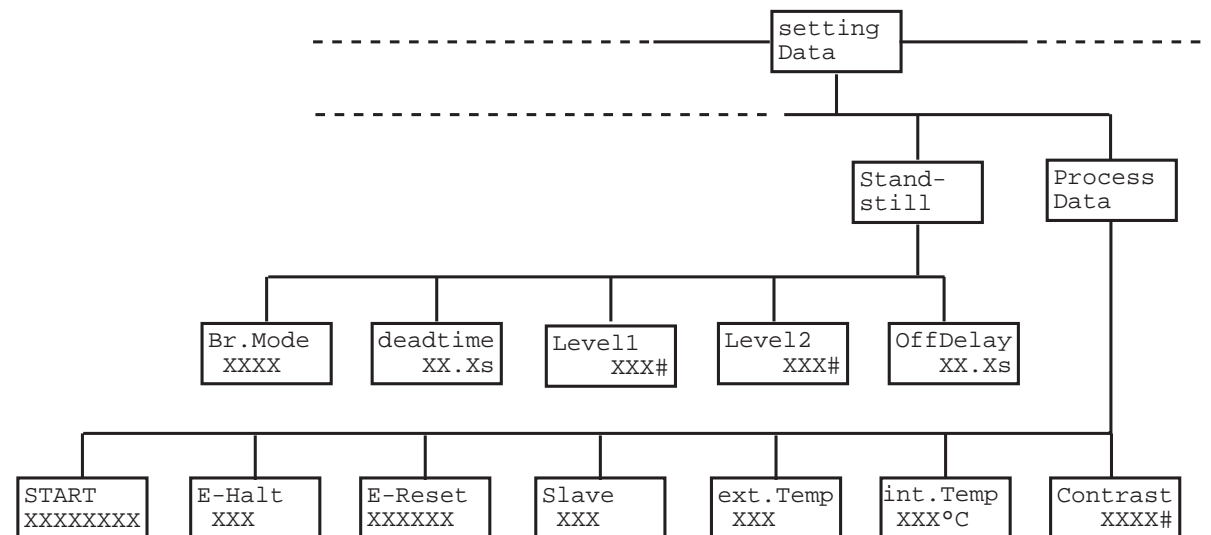 setting
Data
Stand-
still
Process
Data
Br.Mode
XXXX
deadtime
XX.Xs
Level1
XXX#
Level2
XXX#
OffDelay
XX.Xs
START
XXXXXXXX
E-Halt
XXX
E-Reset
XXXXXX
Slave
XXX
ext.Temp
XXX
int.Temp
XXX°C
Contrast
XXXX#